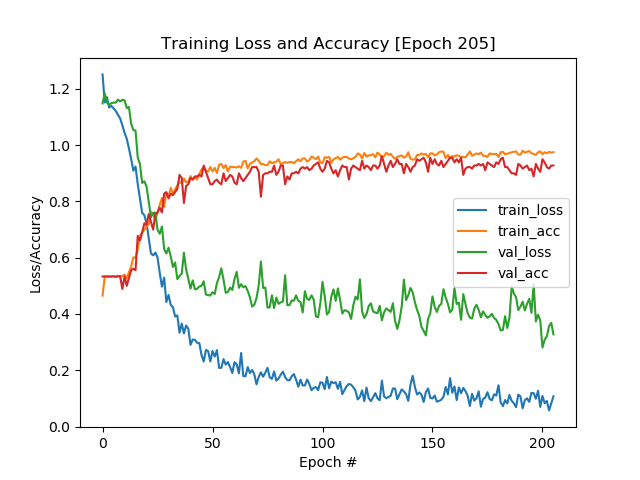 Training Loss and Accuracy [Epoch 205]
Loss/Accuracy
1.2
1.0
0.8
0.6
0.4
0.2
0.0
train_loss
train_acc
val_loss
val_acc
0 50 100 150 200
Epoch #